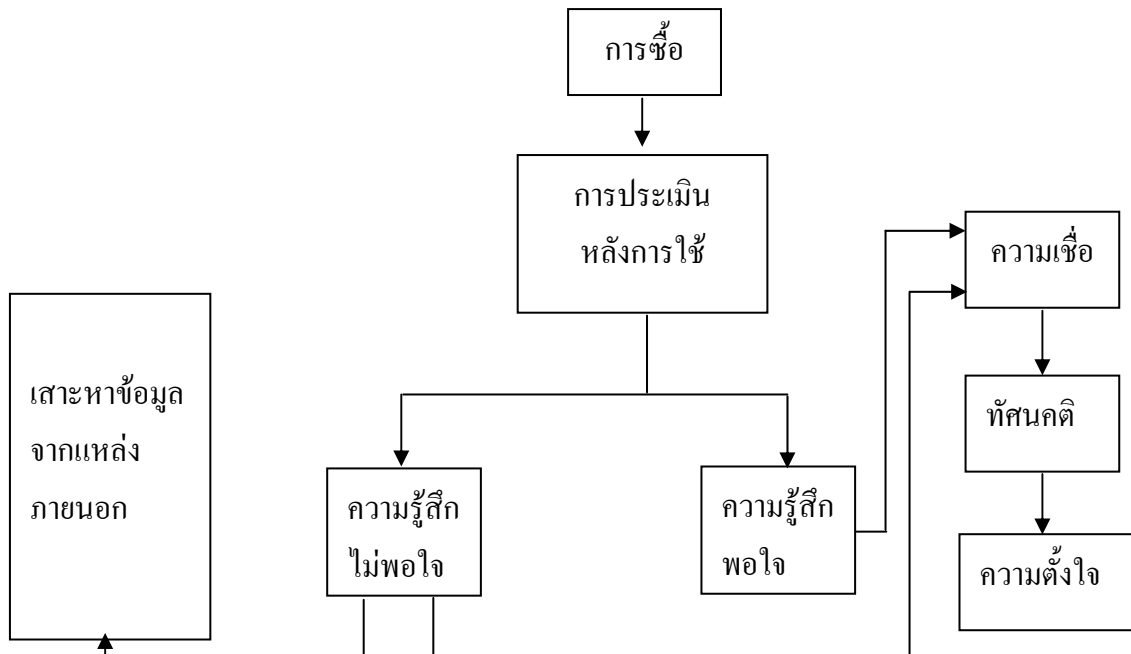 การซื้อ
การประเมิน
หลังการใช้
ความเชื่อ
เสาะหาข้อมูล
จากแหล่ง
ภายนอก
ทัศนคติ
ความรู้สึก
ไม่พอใจ
ความรู้สึก
พอใจ
ความตั้งใจ